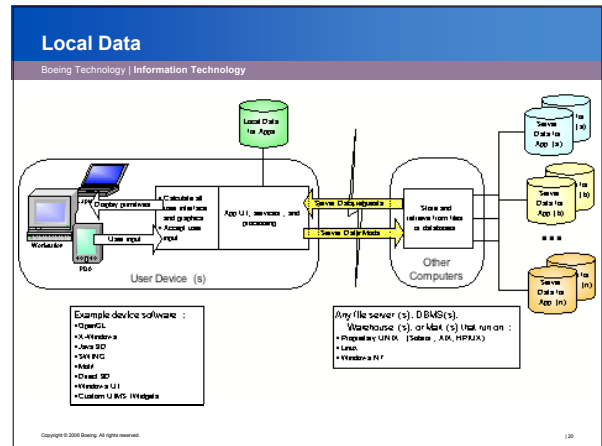 Local Data
Boeing Technology | Information Technology
Local Data
for Apps
Server
Data for
App (a)
Server
Data for
App (b)
Server
Data for
App (n)
Display primitives
User input
Workstation
PDA
• Calculate all
user interface
and graphics
• Accept user
input
App UI, services, and
processing
Server Data requests
Server Data Mods
Store and
retrieve from files
or databases
User Device (s)
Other
Computers
Example device software :
• OpenGL
• X-Windows
• Java 3D
• SWING
• Motif
• Direct 3D
• Windows UI
• Custom UIMS (Widgets
Any file server (s), DBMS(s),
Warehouse (s), or Mart (s) that run on :
• Proprietary UNIX (Solaris, AIX, HPUX)
• Linux
• Windows NT
Copyright © 2006 Boeing. All rights reserved.
| 20